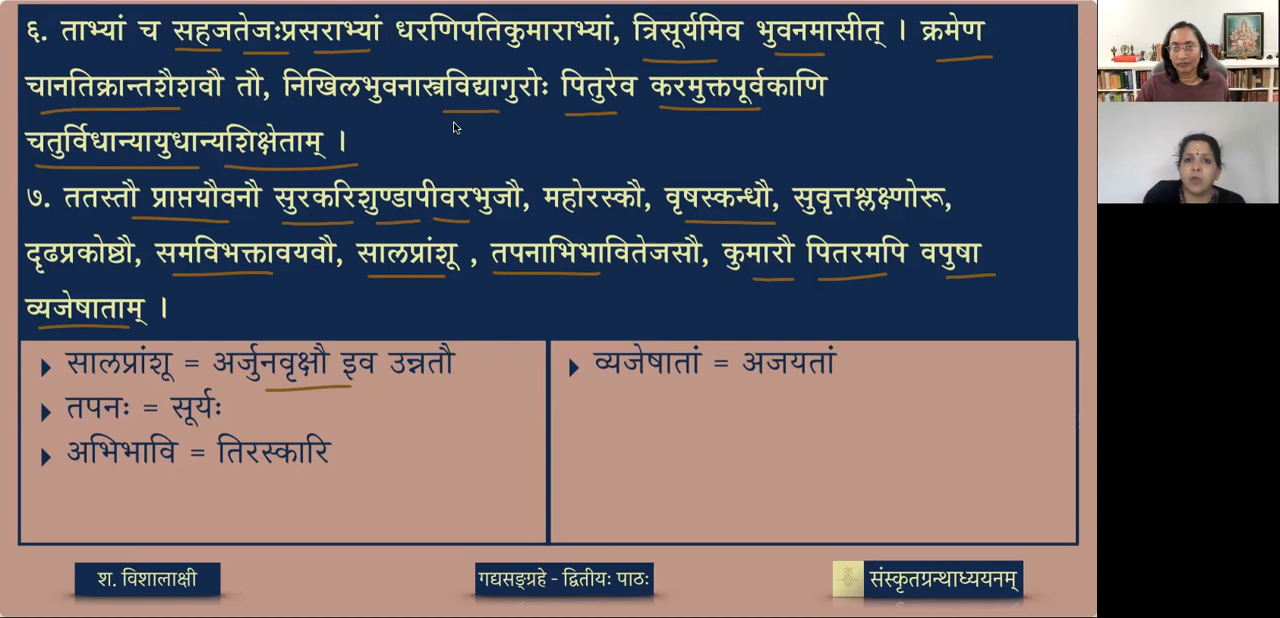 ६. ताभ्यां च सहजतेजःप्रसराभ्यां धरणिपतिकुमाराभ्यां, त्रिसूर्यमिव भुवनमासीत् । क्रमेण
चानतिक्रान्तशैशवौ तौ, निखिलभुवनास्त्रविद्यागुरोः पितुरेव करमुक्तपूर्वकाणि
चतुर्विधान्यायुधान्यशिक्षेताम् ।
७. ततस्तौ प्राप्तयौवनौ सुरकरिशुण्डापीवरभुजौ, महोरस्कौ, वृषस्कन्धौ, सुवृत्तश्लक्ष्णोरू,
दृढप्रकोष्ठौ, समविभक्तावयवौ, सालप्रांशू , तपनाभिभावितेजसौ, कुमारौ पितरमपि वपुषा
व्यजेषाताम् ।
सालप्रांशू = अर्जुनवृक्षौ इव उन्नतौ
तपनः = सूर्यः
अभिभावि = तिरस्कारि
व्यजेषातां = अजयतां
श. विशालाक्षी
गद्यसङ्ग्रहे - द्वितीयः पाठः
संस्कृतग्रन्थाध्ययनम्